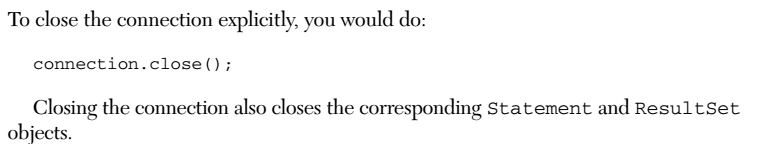 To close the connection explicitly, you would do:
connection.close();
Closing the connection also closes the corresponding Statement and ResultSet
objects.